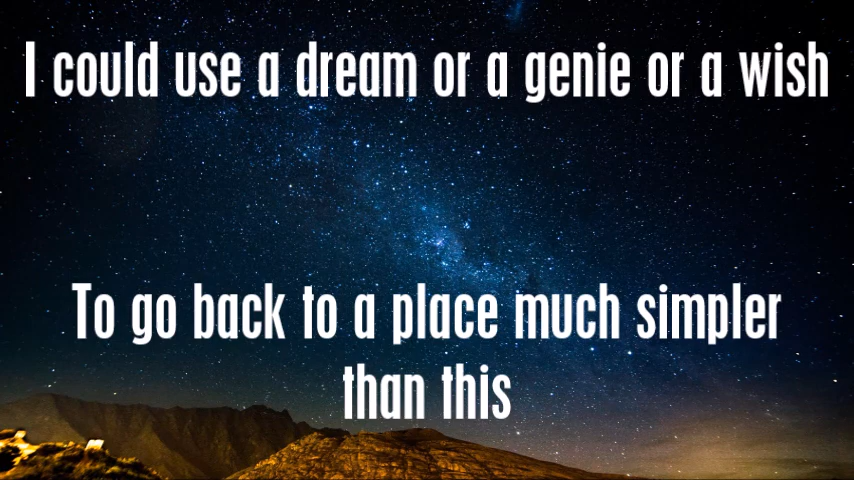 I could use a dream or a genie or a wish
To go back to a place much simpler
than this